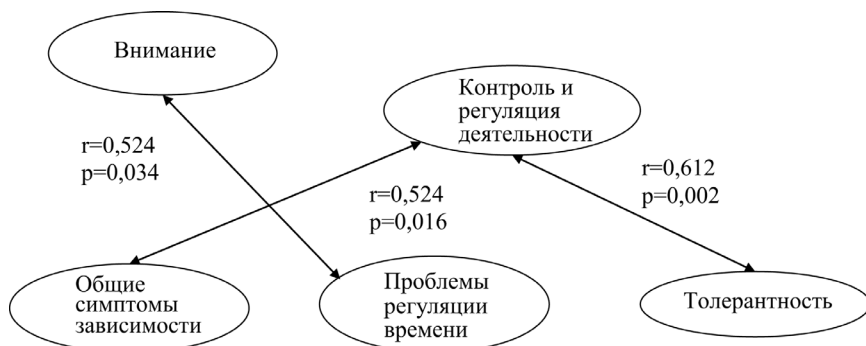 Внимание
Контроль и
регуляция
деятельности
r=0,524
p=0,034
r=0,524
p=0,016
r=0,612
p=0,002
Общие
симптомы
зависимости
Проблемы
регуляции
времени
Толерантность